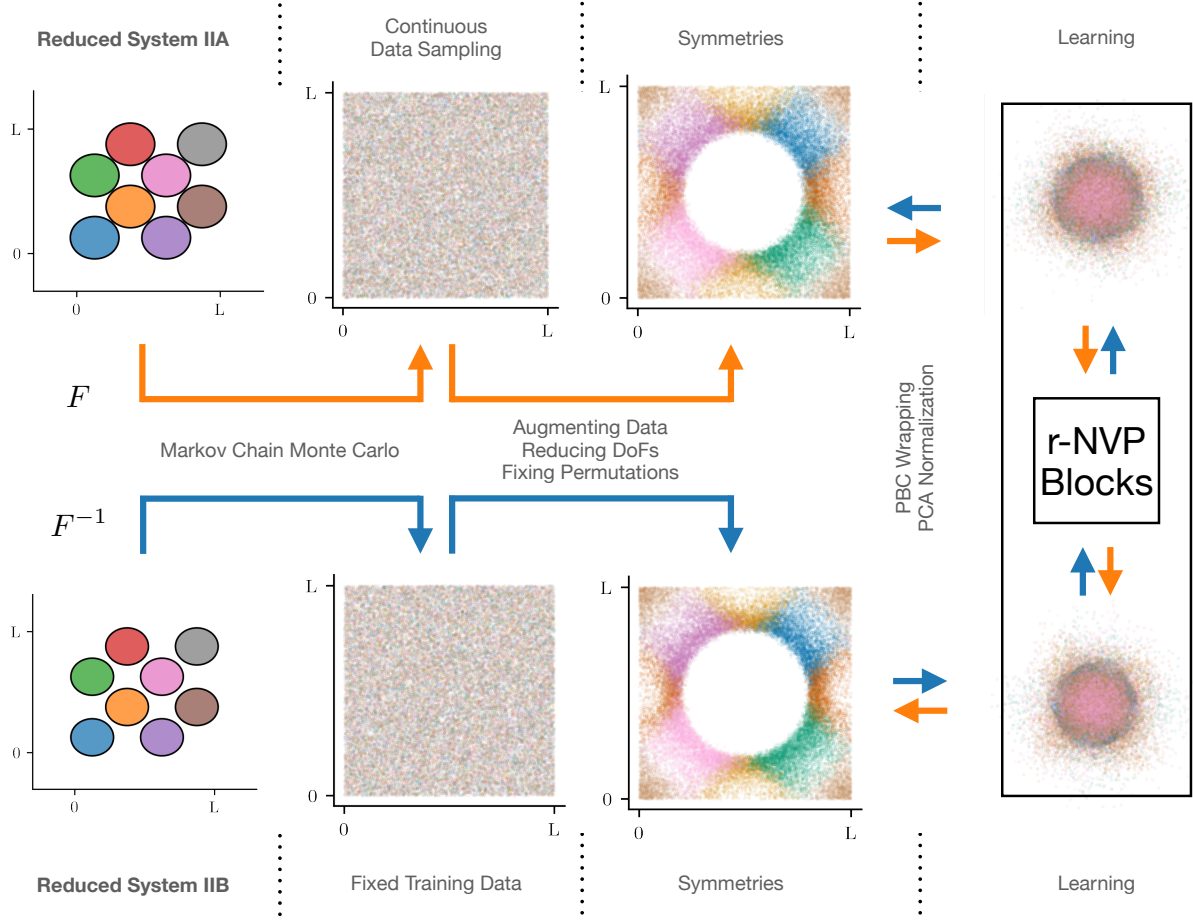 Reduced System IIA
Continuous
Data Sampling
Symmetries
Learning
L
0
0
L
L
0
0
L
L
0
0
L
F
Markov Chain Monte Carlo
Augmenting Data
Reducing DoFs
Fixing Permutations
PBC Wrapping
PCA Normalization
r-NVP
Blocks
F⁻¹
L
0
0
L
L
0
0
L
L
0
0
L
Reduced System IIB
Fixed Training Data
Symmetries
Learning